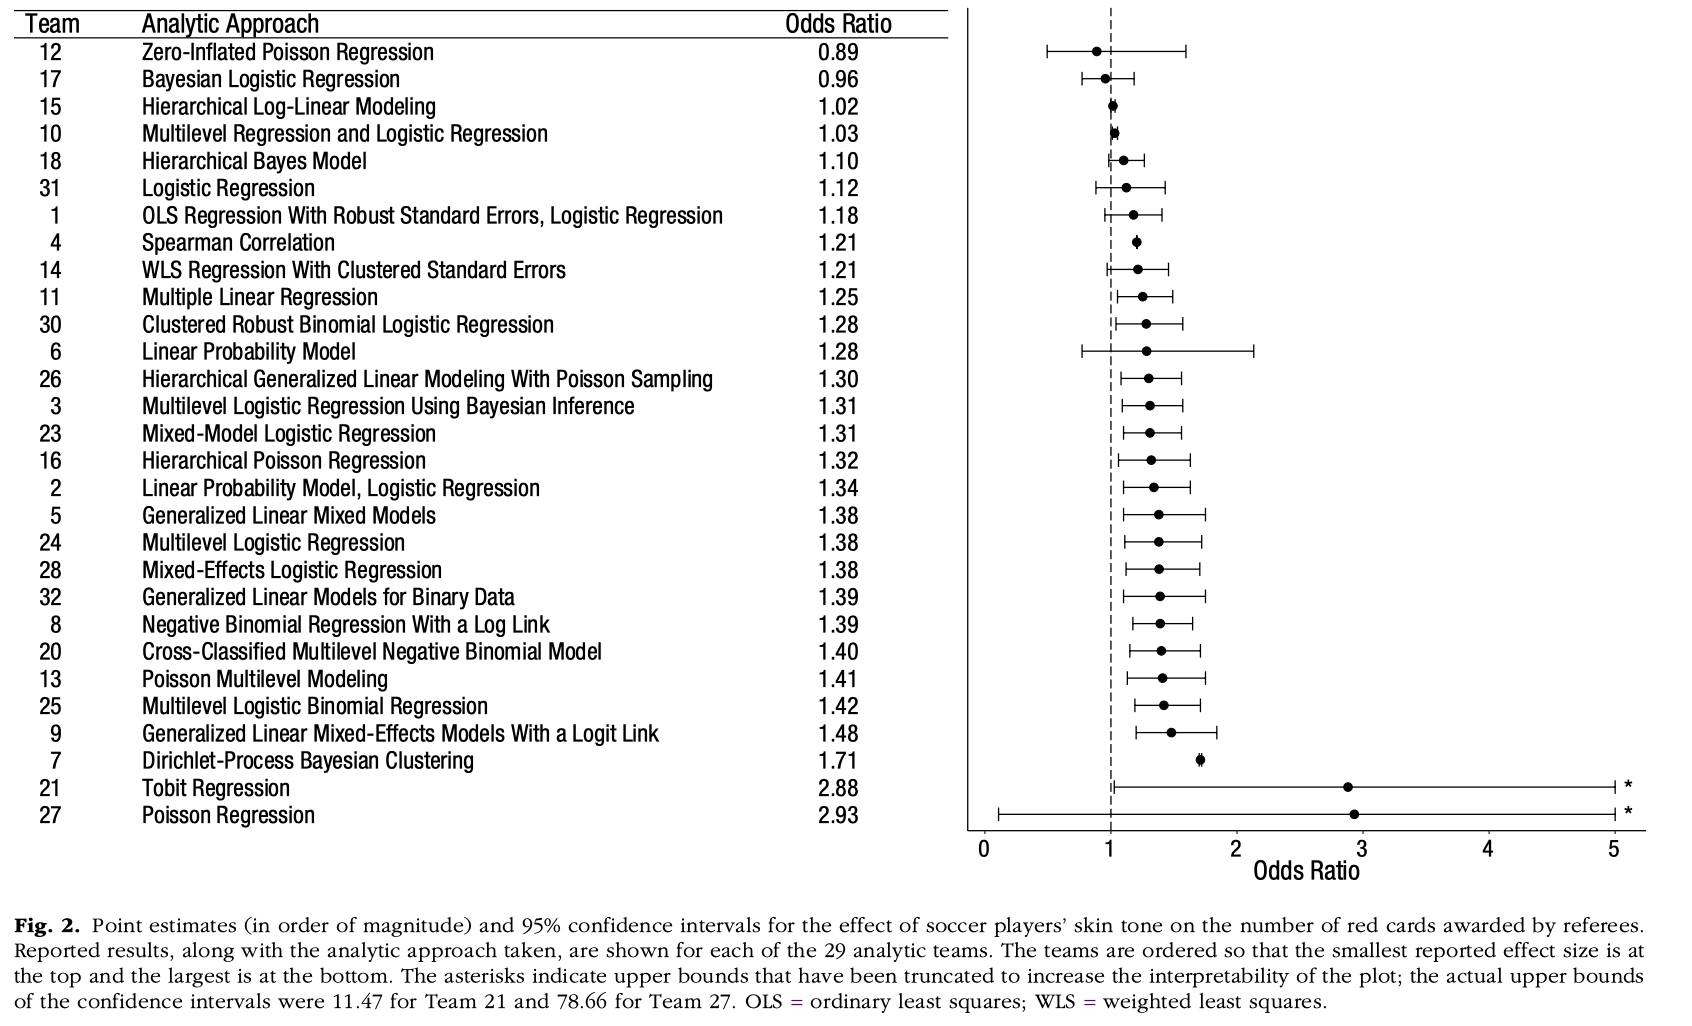 Team Analytic Approach Odds Ratio
12 Zero-Inflated Poisson Regression 0.89
17 Bayesian Logistic Regression 0.96
15 Hierarchical Log-Linear Modeling 1.02
10 Multilevel Regression and Logistic Regression 1.03
18 Hierarchical Bayes Model 1.10
31 Logistic Regression 1.12
1 OLS Regression With Robust Standard Errors, Logistic Regression 1.18
4 Spearman Correlation 1.21
14 WLS Regression With Clustered Standard Errors 1.21
11 Multiple Linear Regression 1.25
30 Clustered Robust Binomial Logistic Regression 1.28
6 Linear Probability Model 1.28
26 Hierarchical Generalized Linear Modeling With Poisson Sampling 1.30
3 Multilevel Logistic Regression Using Bayesian Inference 1.31
23 Mixed-Model Logistic Regression 1.31
16 Hierarchical Poisson Regression 1.32
2 Linear Probability Model, Logistic Regression 1.34
5 Generalized Linear Mixed Models 1.38
24 Multilevel Logistic Regression 1.38
28 Mixed-Effects Logistic Regression 1.38
32 Generalized Linear Models for Binary Data 1.39
8 Negative Binomial Regression With a Log Link 1.39
20 Cross-Classified Multilevel Negative Binomial Model 1.40
13 Poisson Multilevel Modeling 1.41
25 Multilevel Logistic Binomial Regression 1.42
9 Generalized Linear Mixed-Effects Models With a Logit Link 1.48
7 Dirichlet-Process Bayesian Clustering 1.71
21 Tobit Regression 2.88 *
27 Poisson Regression 2.93 *
0 1 2 3 4 5
Odds Ratio
Fig. 2. Point estimates (in order of magnitude) and 95% confidence intervals for the effect of soccer players’ skin tone on the number of red cards awarded by referees.
Reported results, along with the analytic approach taken, are shown for each of the 29 analytic teams. The teams are ordered so that the smallest reported effect size is at
the top and the largest is at the bottom. The asterisks indicate upper bounds that have been truncated to increase the interpretability of the plot; the actual upper bounds
of the confidence intervals were 11.47 for Team 21 and 78.66 for Team 27. OLS = ordinary least squares; WLS = weighted least squares.